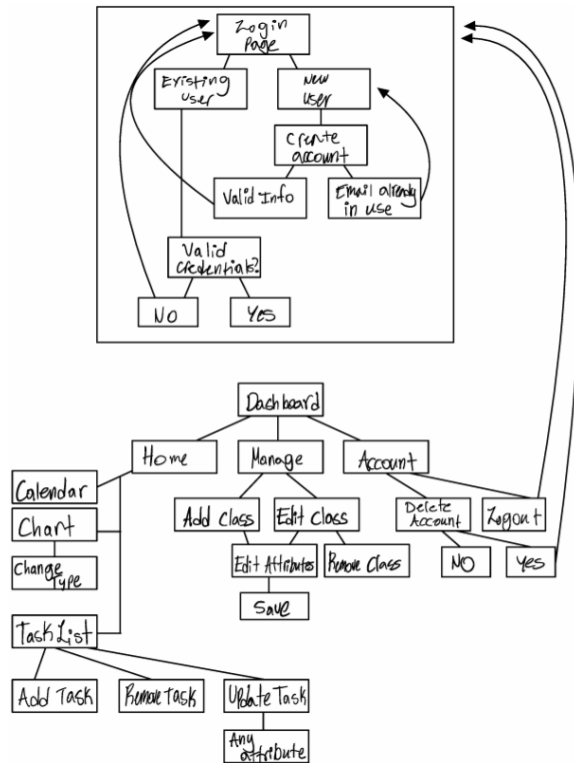 Login
Page
Existing
user
New
User
Create
account
Valid Info
Email already
in use
Valid
Credentials?
No
Yes
Dashboard
Home
Manage
Account
Calendar
Chart
Change
Type
Add Class
Edit Class
Delete
Account
Logout
Edit Attributes
Remove Class
No
Yes
Save
Task List
Add Task
Remove Task
Update Task
Any
attribute